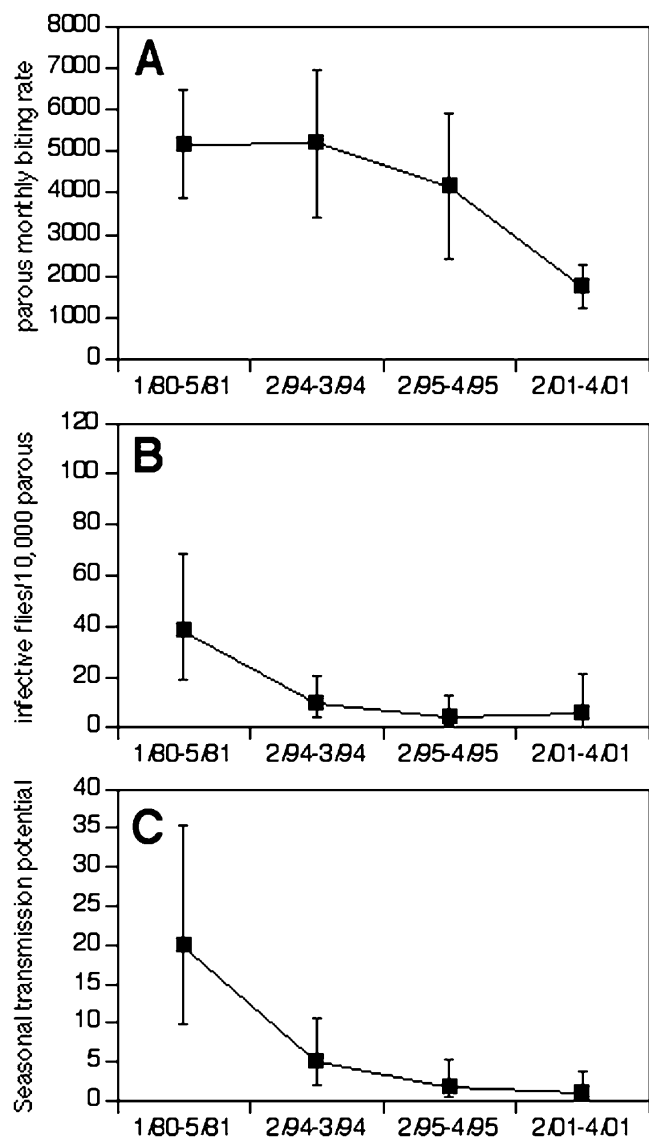 A
parous monthly biting rate
8000
7000
6000
5000
4000
3000
2000
1000
0
1/80-5/81 2/94-3/94 2/95-4/95 2/01-4/01
B
infective flies/10,000 parous
120
100
80
60
40
20
0
1/80-5/81 2/94-3/94 2/95-4/95 2/01-4/01
C
Seasonal transmission potential
40
35
30
25
20
15
10
5
0
1/80-5/81 2/94-3/94 2/95-4/95 2/01-4/01